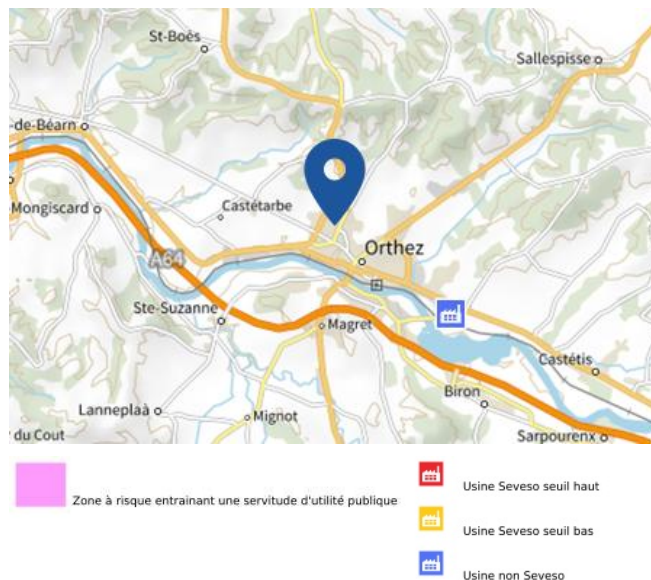 St-Boës
Sallespisse
-de-Béarn
Castétarbe
Mongiscard
Orthez
A64
Ste-Suzanne
Magret
Castétis
Biron
Lanneplaà
Mignot
y du Cout
Sarpourenx
Zone à risque entrainant une servitude d'utilité publique
Usine Seveso seuil haut
Usine Seveso seuil bas
Usine non Seveso